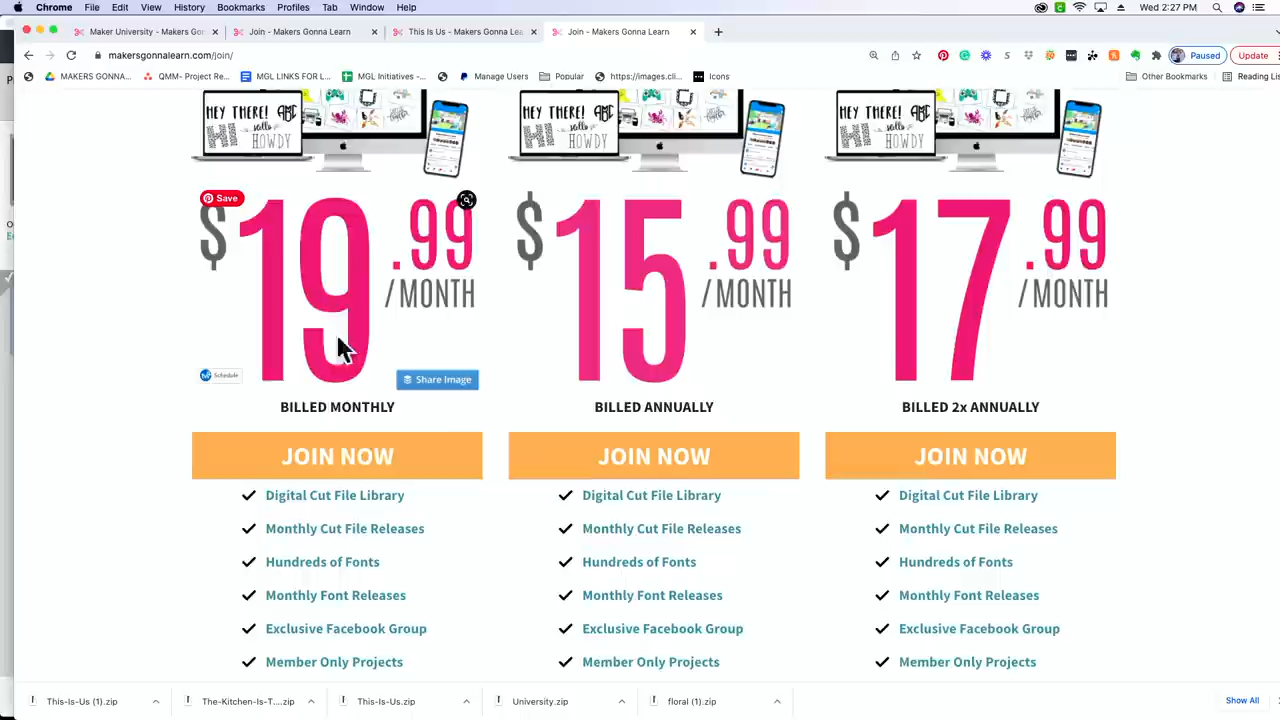 Chrome File Edit View History Bookmarks Profiles Tab Window Help Wed 2:27 PM
Maker University - Makers Gon
Join - Makers Gonna Learn
This Is Us - Makers Gonna Lea
Join - Makers Gonna Learn
makersgonnalearn.com/join/
Paused
Update
MAKERS GONNA...
QMM- Project Re...
MGL LINKS FOR L...
MGL Initiatives -...
Manage Users
Popular
https://images.cli...
Icons
Other Bookmarks
Reading Lis
HEY THERE! ABC
Hi hello HOWDY
HEY THERE! ABC
Hi hello HOWDY
HEY THERE! ABC
Hi hello HOWDY
Save
$19.99
/MONTH
Schedule
Share Image
BILLED MONTHLY
JOIN NOW
Digital Cut File Library
Monthly Cut File Releases
Hundreds of Fonts
Monthly Font Releases
Exclusive Facebook Group
Member Only Projects
$15.99
/MONTH
BILLED ANNUALLY
JOIN NOW
Digital Cut File Library
Monthly Cut File Releases
Hundreds of Fonts
Monthly Font Releases
Exclusive Facebook Group
Member Only Projects
$17.99
/MONTH
BILLED 2x ANNUALLY
JOIN NOW
Digital Cut File Library
Monthly Cut File Releases
Hundreds of Fonts
Monthly Font Releases
Exclusive Facebook Group
Member Only Projects
This-Is-Us (1).zip
The-Kitchen-Is-T....zip
This-Is-Us.zip
University.zip
floral (1).zip
Show All